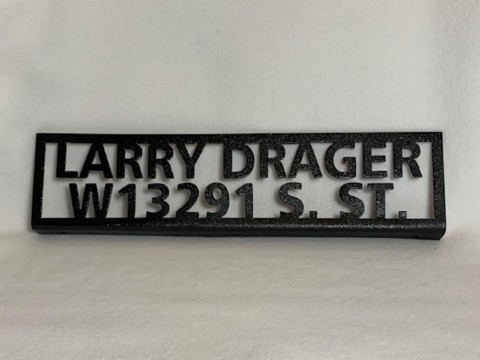 LARRY DRAGER
W13291 S. ST.